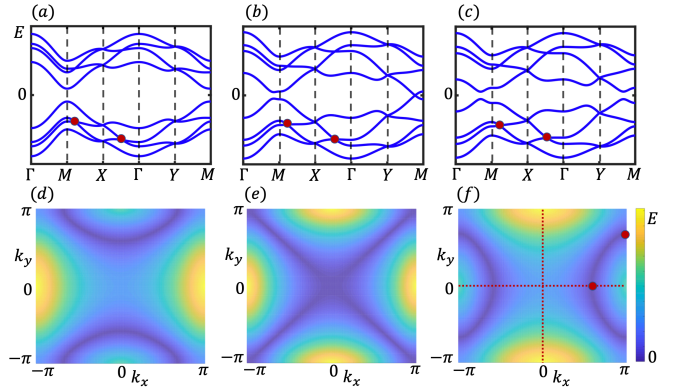 (a) (b) (c)
E
0
Γ M X Γ Y M Γ M X Γ Y M Γ M X Γ Y M
(d) (e) (f)
π π π E
k_y k_y k_y
0 0 0
−π −π −π 0
0 k_x π 0 k_x π 0 k_x π